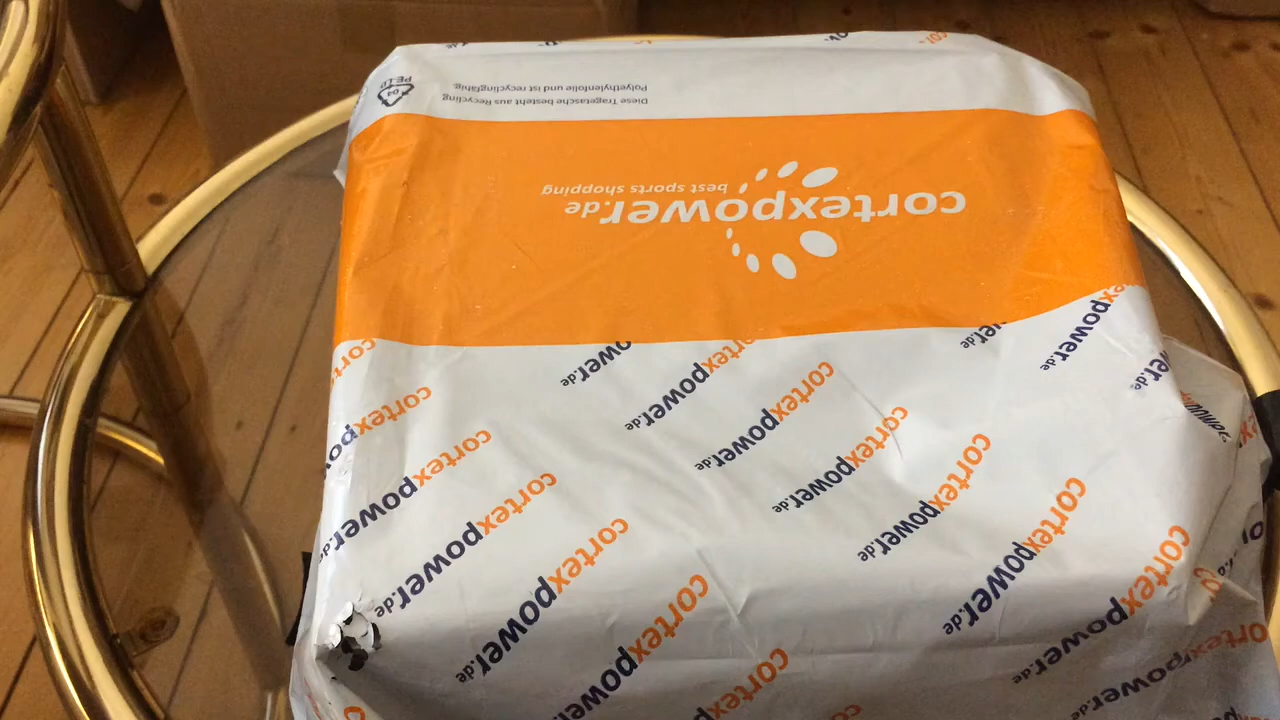 Diese Tragetasche besteht aus Recycling
Polyethylenfolie und ist recyclingfähig.
04
PE-LD
cortexpower.de
best sports shopping
cortexpower.de
cortexpower.de
cortexpower.de
cortexpower.de
cortexpower.de
cortexpower.de
cortexpower.de
cortexpower.de
cortexpower.de
cortexpower.de
cortexpower.de